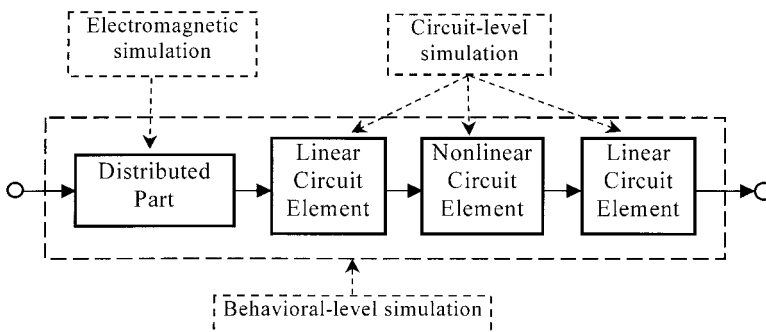 Electromagnetic
simulation
Circuit-level
simulation
Distributed
Part
Linear
Circuit
Element
Nonlinear
Circuit
Element
Linear
Circuit
Element
Behavioral-level simulation